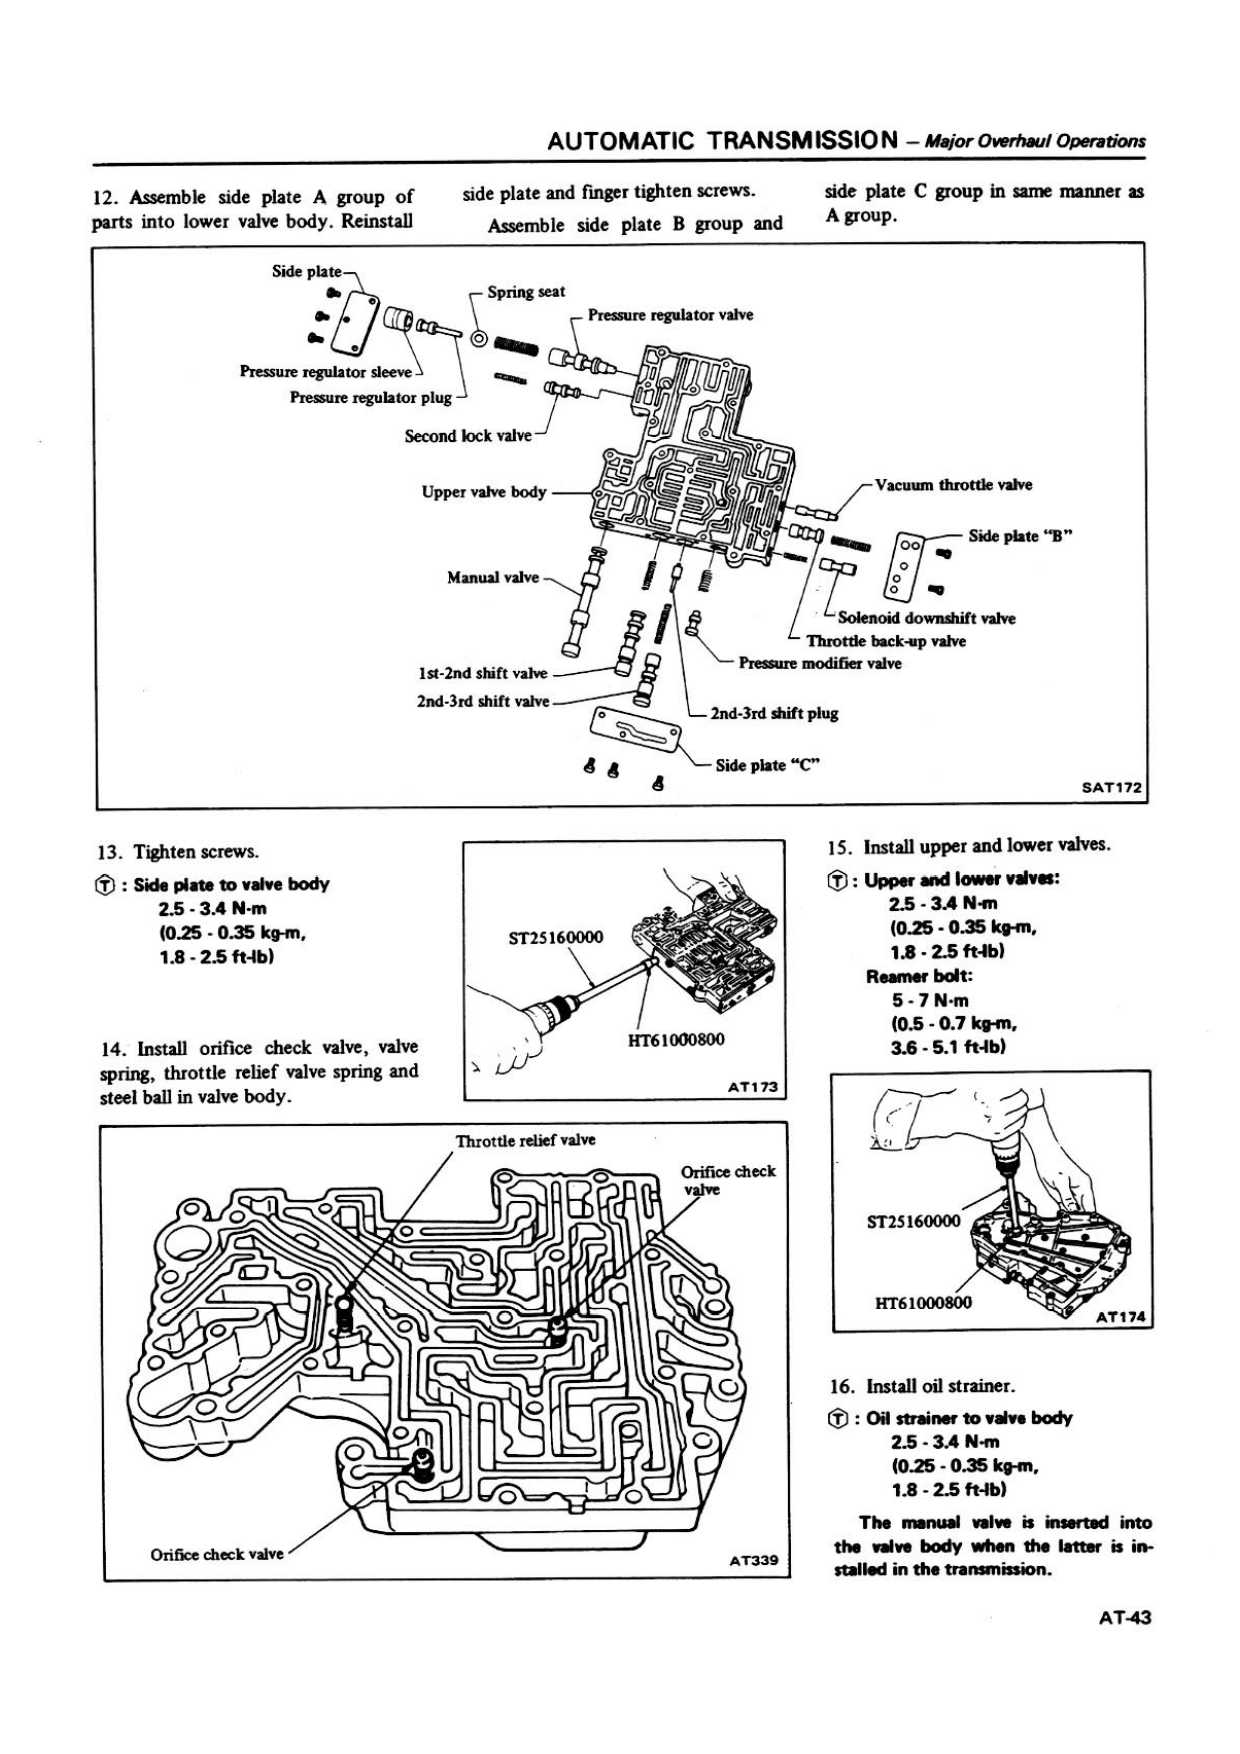 AUTOMATIC TRANSMISSION – Major Overhaul Operations
12. Assemble side plate A group of
parts into lower valve body. Reinstall
side plate and finger tighten screws.
Assemble side plate B group and
side plate C group in same manner as
A group.
Side plate
Spring seat
Pressure regulator valve
Pressure regulator sleeve
Pressure regulator plug
Second lock valve
Upper valve body
Vacuum throttle valve
Side plate “B”
Manual valve
Solenoid downshift valve
Throttle back-up valve
Pressure modifier valve
1st-2nd shift valve
2nd-3rd shift valve
2nd-3rd shift plug
Side plate “C”
SAT172
13. Tighten screws.
Ⓣ : Side plate to valve body
2.5 - 3.4 N·m
(0.25 - 0.35 kg-m,
1.8 - 2.5 ft-lb)
14. Install orifice check valve, valve
spring, throttle relief valve spring and
steel ball in valve body.
ST25160000
HT61000800
AT173
Throttle relief valve
Orifice check
valve
Orifice check valve
AT339
15. Install upper and lower valves.
Ⓣ : Upper and lower valves:
2.5 - 3.4 N·m
(0.25 - 0.35 kg-m,
1.8 - 2.5 ft-lb)
Reamer bolt:
5 - 7 N·m
(0.5 - 0.7 kg-m,
3.6 - 5.1 ft-lb)
ST25160000
HT61000800
AT174
16. Install oil strainer.
Ⓣ : Oil strainer to valve body
2.5 - 3.4 N·m
(0.25 - 0.35 kg-m,
1.8 - 2.5 ft-lb)
The manual valve is inserted into
the valve body when the latter is in-
stalled in the transmission.
AT-43